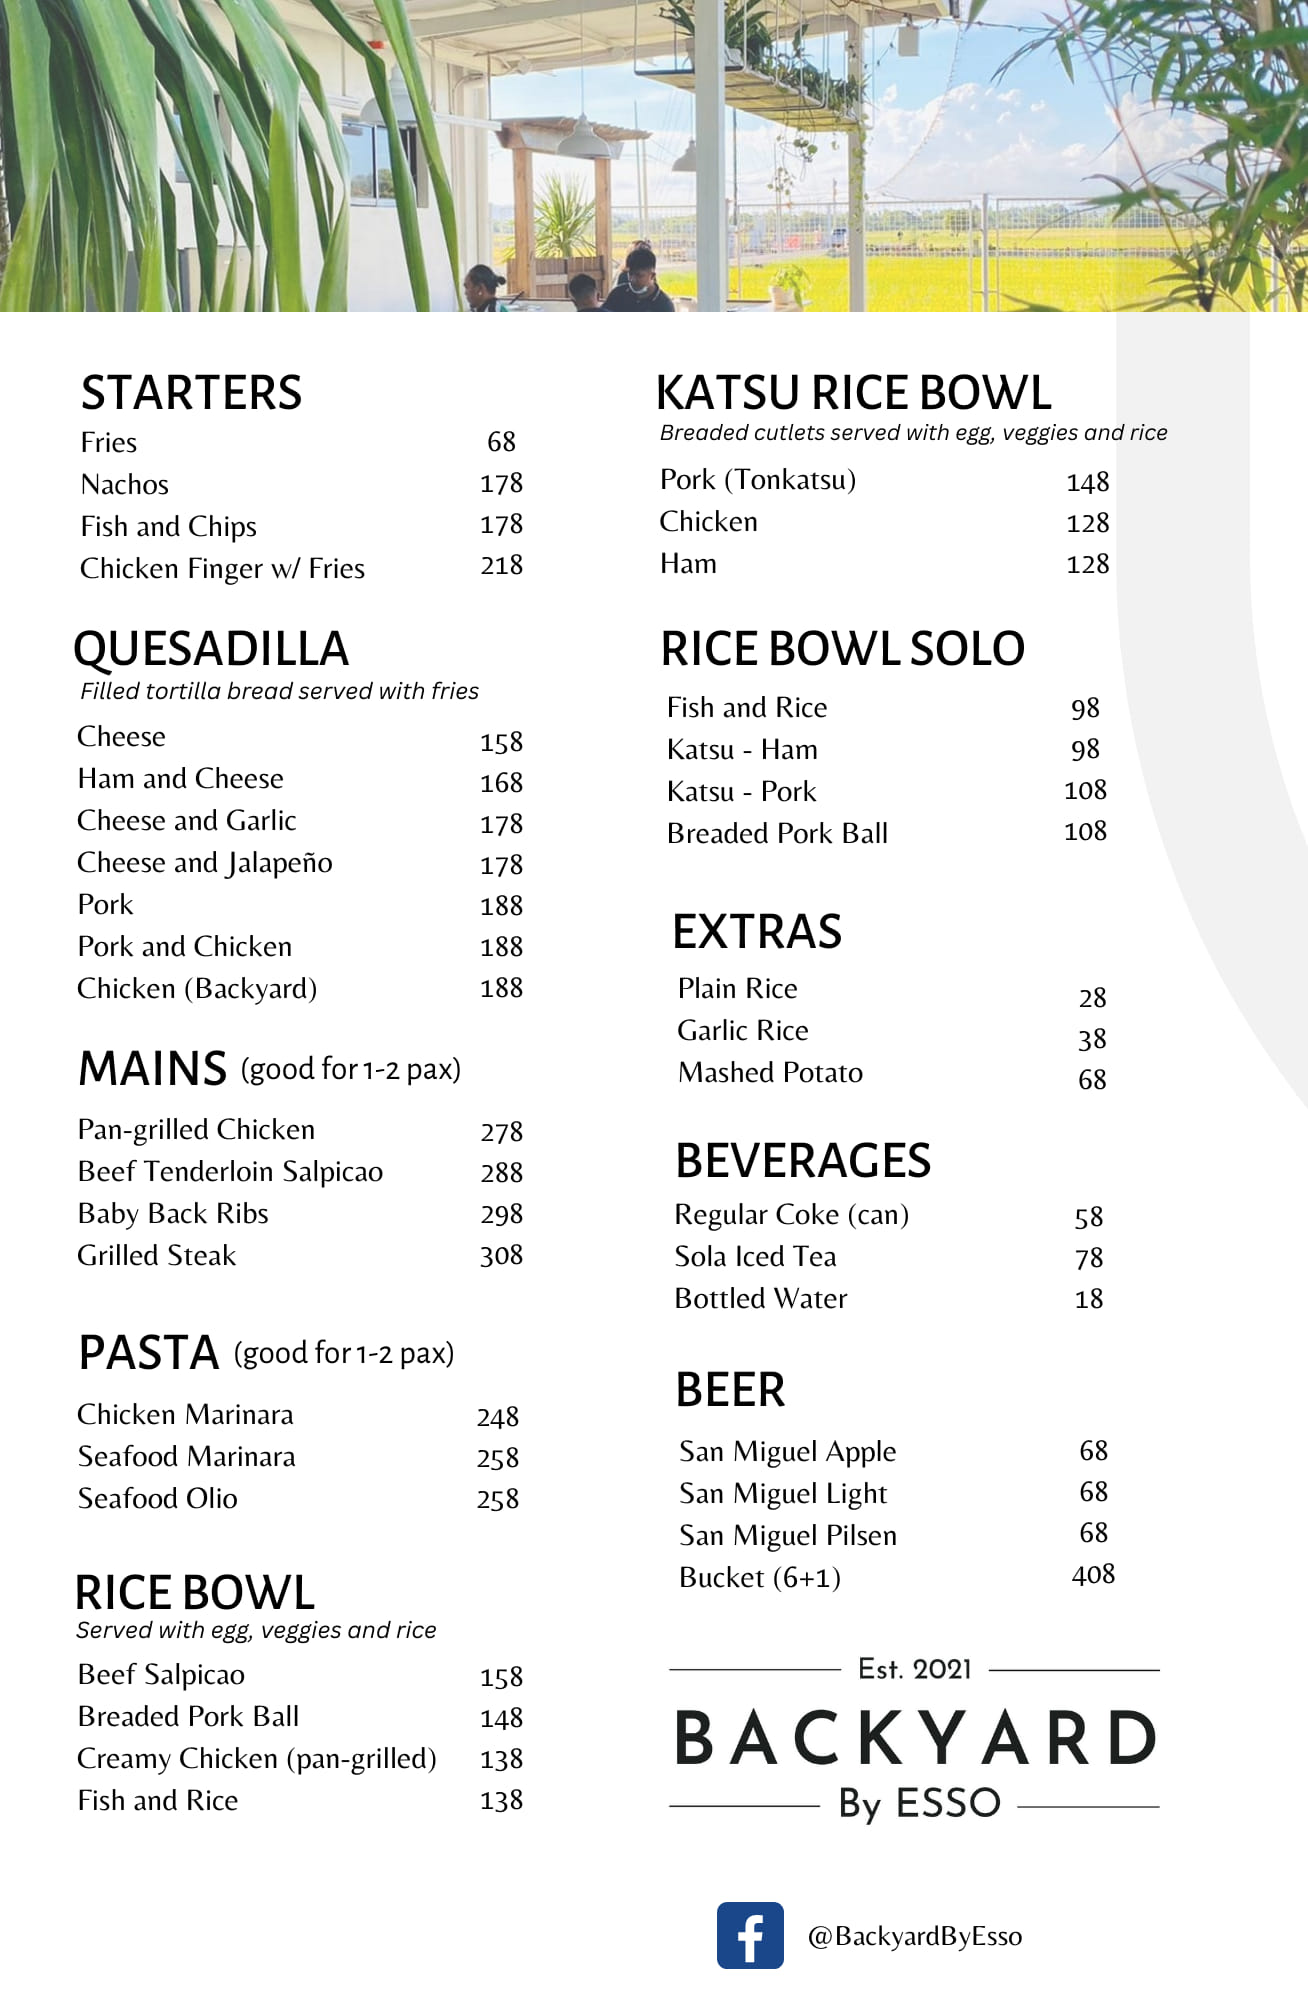 STARTERS
Fries 68
Nachos 178
Fish and Chips 178
Chicken Finger w/ Fries 218
QUESADILLA
Filled tortilla bread served with fries
Cheese 158
Ham and Cheese 168
Cheese and Garlic 178
Cheese and Jalapeño 178
Pork 188
Pork and Chicken 188
Chicken (Backyard) 188
MAINS (good for 1-2 pax)
Pan-grilled Chicken 278
Beef Tenderloin Salpicao 288
Baby Back Ribs 298
Grilled Steak 308
PASTA (good for 1-2 pax)
Chicken Marinara 248
Seafood Marinara 258
Seafood Olio 258
RICE BOWL
Served with egg, veggies and rice
Beef Salpicao 158
Breaded Pork Ball 148
Creamy Chicken (pan-grilled) 138
Fish and Rice 138
KATSU RICE BOWL
Breaded cutlets served with egg, veggies and rice
Pork (Tonkatsu) 148
Chicken 128
Ham 128
RICE BOWL SOLO
Fish and Rice 98
Katsu - Ham 98
Katsu - Pork 108
Breaded Pork Ball 108
EXTRAS
Plain Rice 28
Garlic Rice 38
Mashed Potato 68
BEVERAGES
Regular Coke (can) 58
Sola Iced Tea 78
Bottled Water 18
BEER
San Miguel Apple 68
San Miguel Light 68
San Miguel Pilsen 68
Bucket (6+1) 408
Est. 2021
BACKYARD
By ESSO
@BackyardByEsso